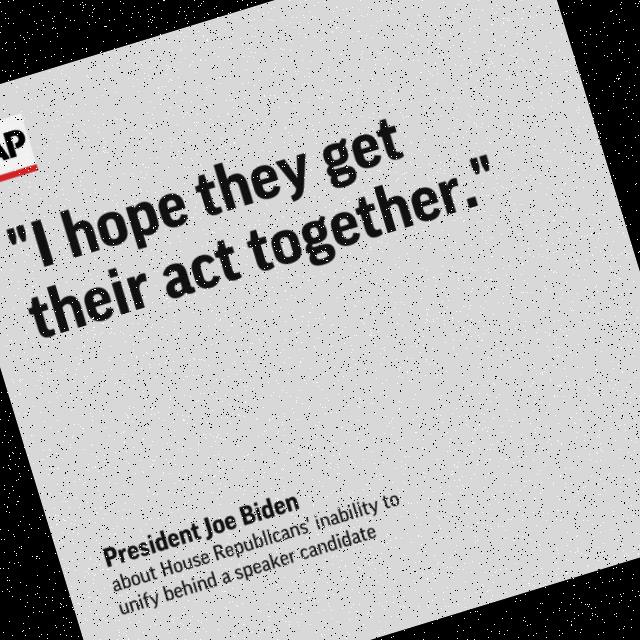 AP
"I hope they get
their act together."
President Joe Biden
about House Republicans' inability to
unify behind a speaker candidate